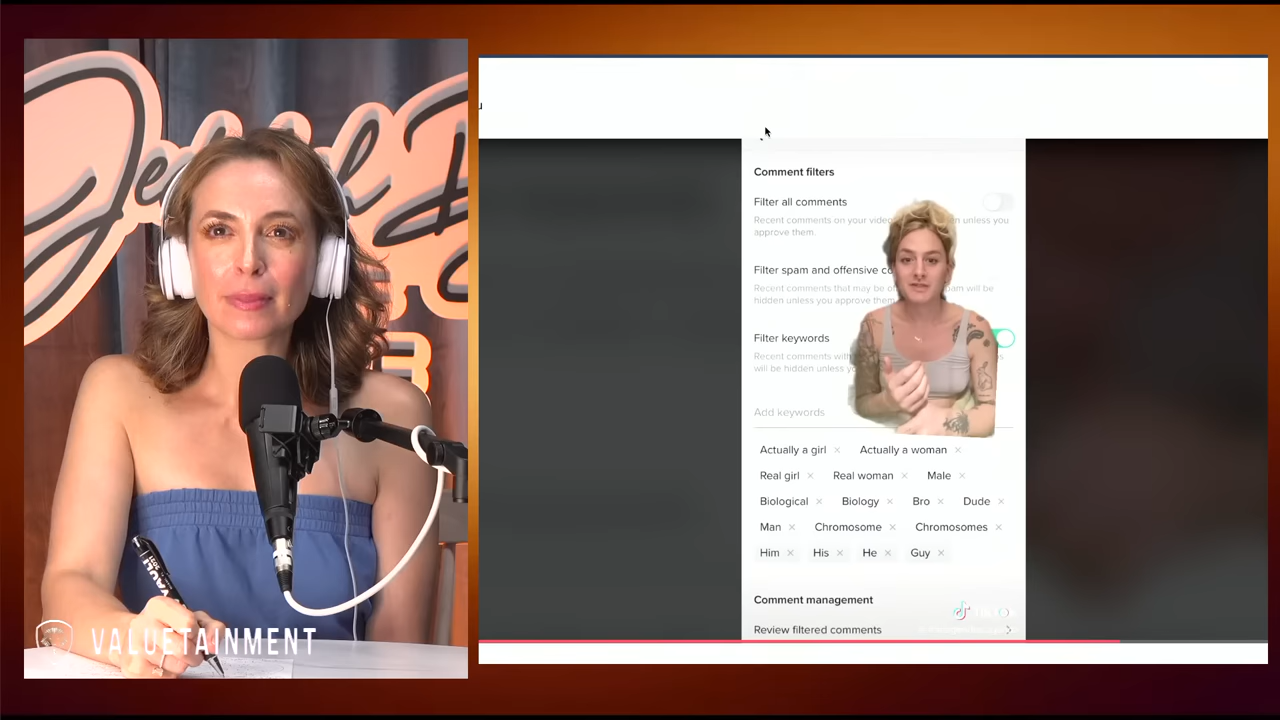 VALUETAINMENT
Comment filters
Filter all comments
Recent comments on your
unless you
approve them.
Filter spam and offensive
Recent comments that may be
will be
hidden unless you approve them
Filter keywords
Recent comments
will be hidden unless
Add keywords
Actually a girl × Actually a woman ×
Real girl × Real woman × Male ×
Biological × Biology × Bro × Dude ×
Man × Chromosome × Chromosomes ×
Him × His × He × Guy ×
Comment management
Review filtered comments